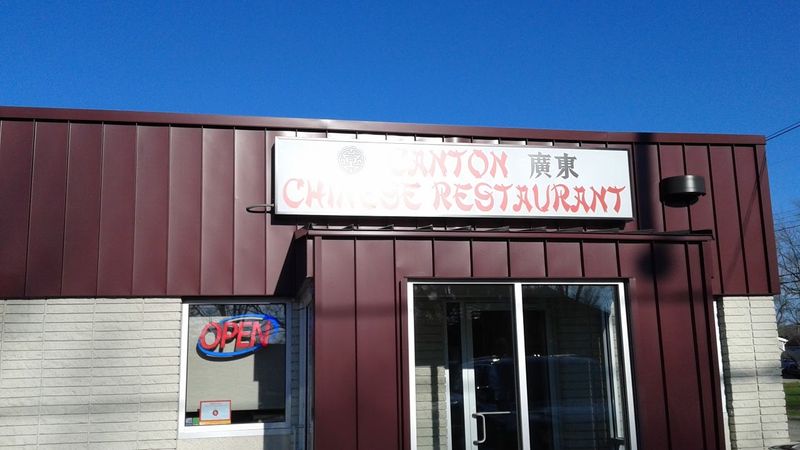 CANTON 廣東
CHINESE RESTAURANT
OPEN